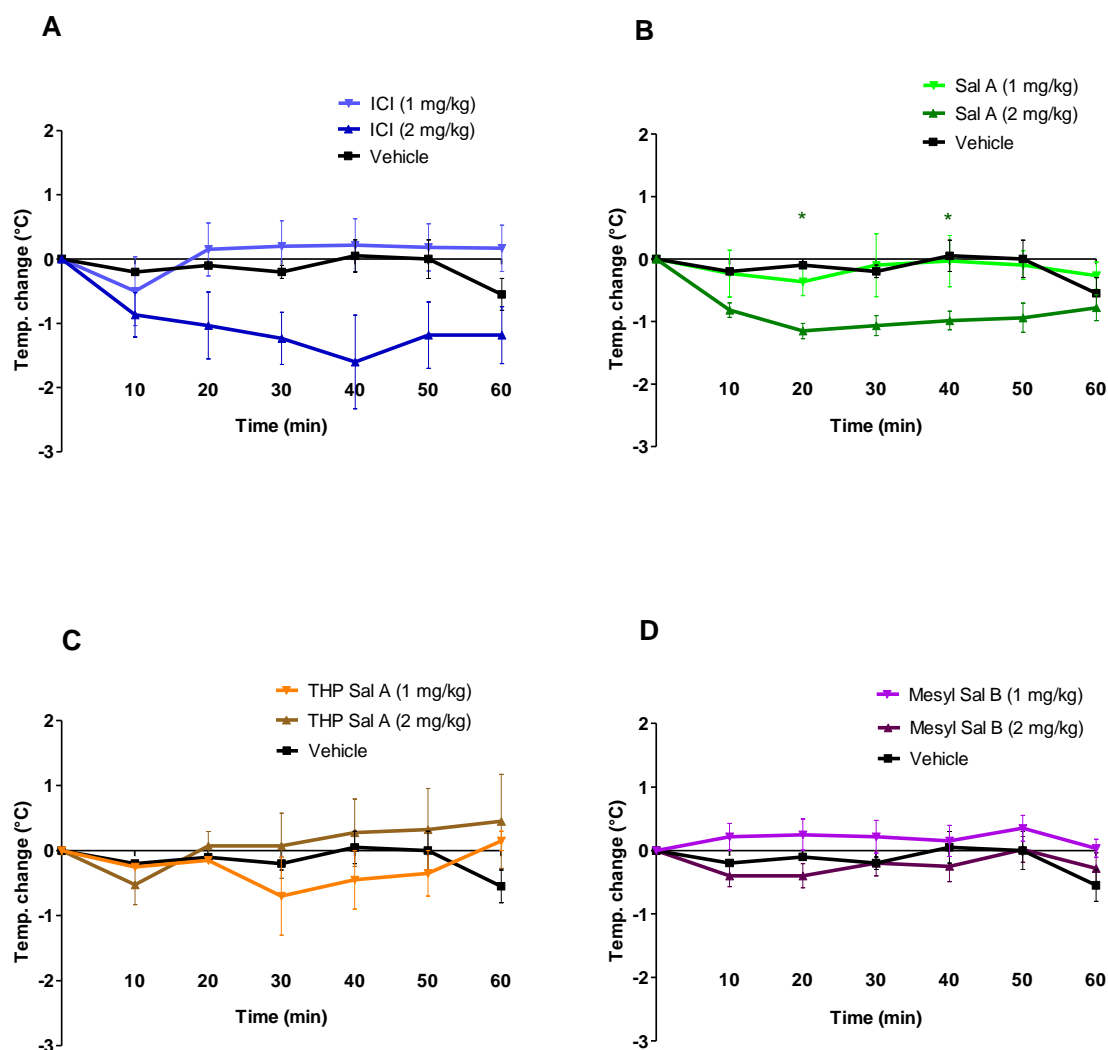 A
ICI (1 mg/kg)
ICI (2 mg/kg)
Vehicle
2
1
0
-1
-2
-3
Temp. change (°C)
10 20 30 40 50 60
Time (min)
B
Sal A (1 mg/kg)
Sal A (2 mg/kg)
Vehicle
2
1
0
-1
-2
-3
Temp. change (°C)
* *
10 20 30 40 50 60
Time (min)
C
THP Sal A (1 mg/kg)
THP Sal A (2 mg/kg)
Vehicle
2
1
0
-1
-2
-3
Temp. change (°C)
10 20 30 40 50 60
Time (min)
D
Mesyl Sal B (1 mg/kg)
Mesyl Sal B (2 mg/kg)
Vehicle
2
1
0
-1
-2
-3
Temp. change (°C)
10 20 30 40 50 60
Time (min)